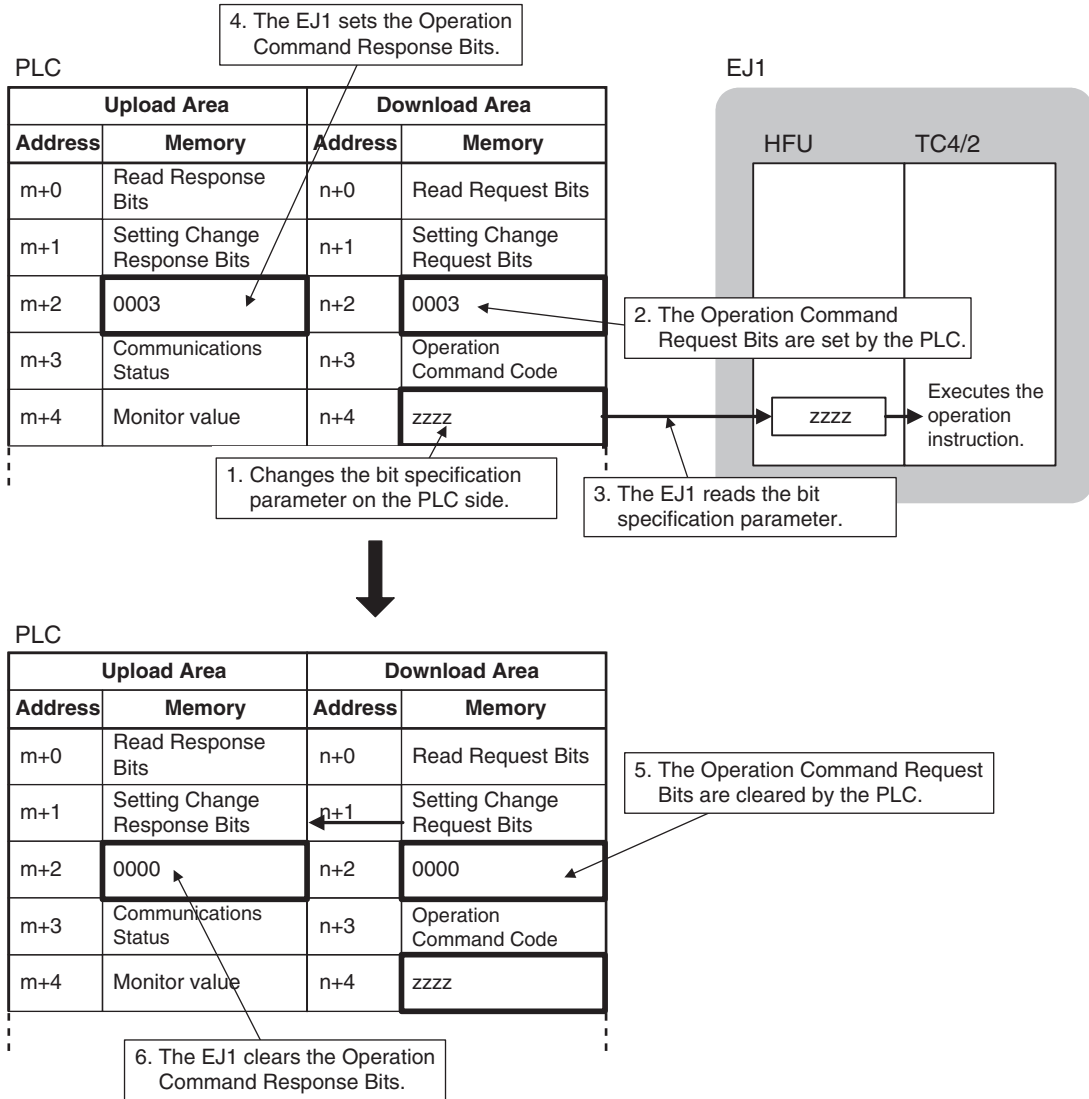 4. The EJ1 sets the Operation
Command Response Bits.
PLC
EJ1
Upload Area Download Area
Address Memory Address Memory
HFU TC4/2
m+0 Read Response
Bits n+0 Read Request Bits
m+1 Setting Change
Response Bits n+1 Setting Change
Request Bits
m+2 0003 n+2 0003
2. The Operation Command
Request Bits are set by the PLC.
m+3 Communications
Status n+3 Operation
Command Code
m+4 Monitor value n+4 zzzz
zzzz
Executes the
operation
instruction.
1. Changes the bit specification
parameter on the PLC side.
3. The EJ1 reads the bit
specification parameter.
PLC
Upload Area Download Area
Address Memory Address Memory
m+0 Read Response
Bits n+0 Read Request Bits
m+1 Setting Change
Response Bits n+1 Setting Change
Request Bits
5. The Operation Command Request
Bits are cleared by the PLC.
m+2 0000 n+2 0000
m+3 Communications
Status n+3 Operation
Command Code
m+4 Monitor value n+4 zzzz
6. The EJ1 clears the Operation
Command Response Bits.